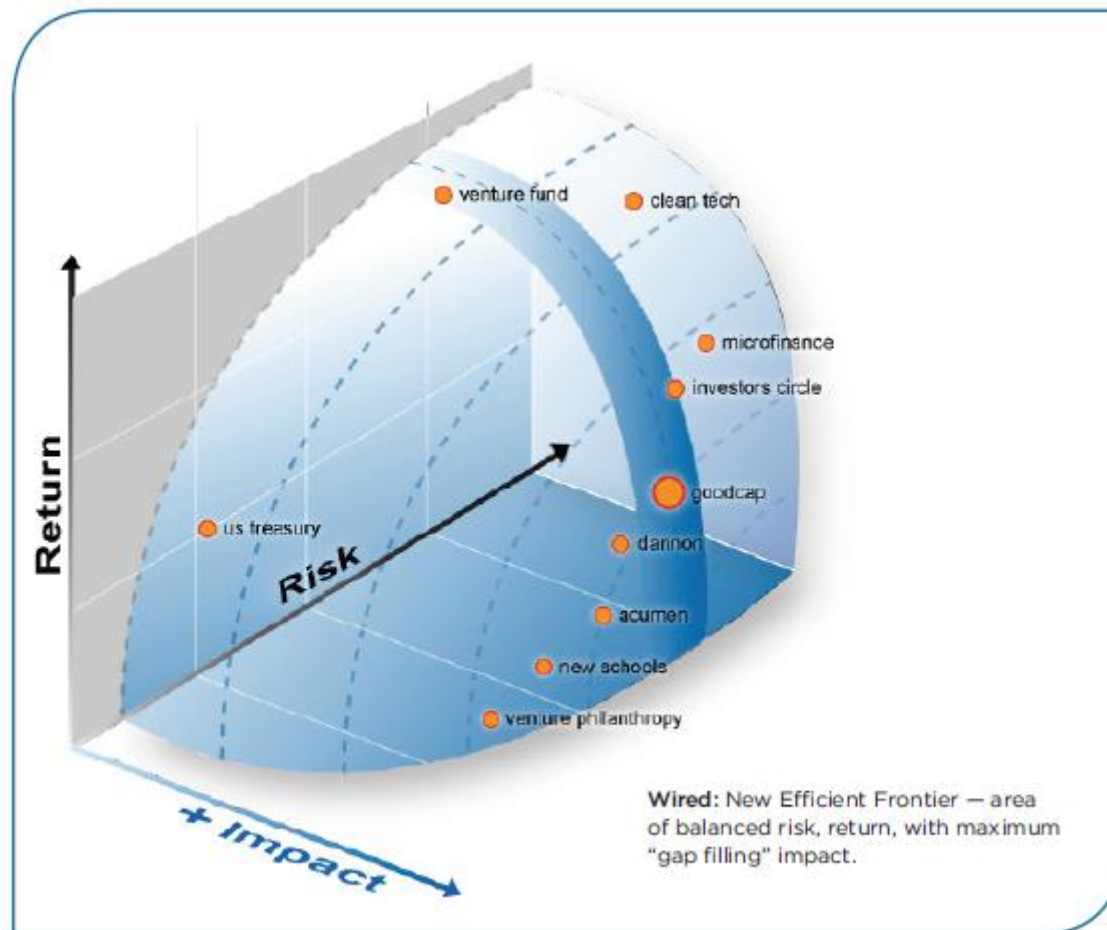 venture fund
clean tech
microfinance
investors circle
goodcap
us treasury
dannon
acumen
new schools
venture philanthropy
Return
Risk
+ Impact
Wired: New Efficient Frontier — area
of balanced risk, return, with maximum
“gap filling” impact.